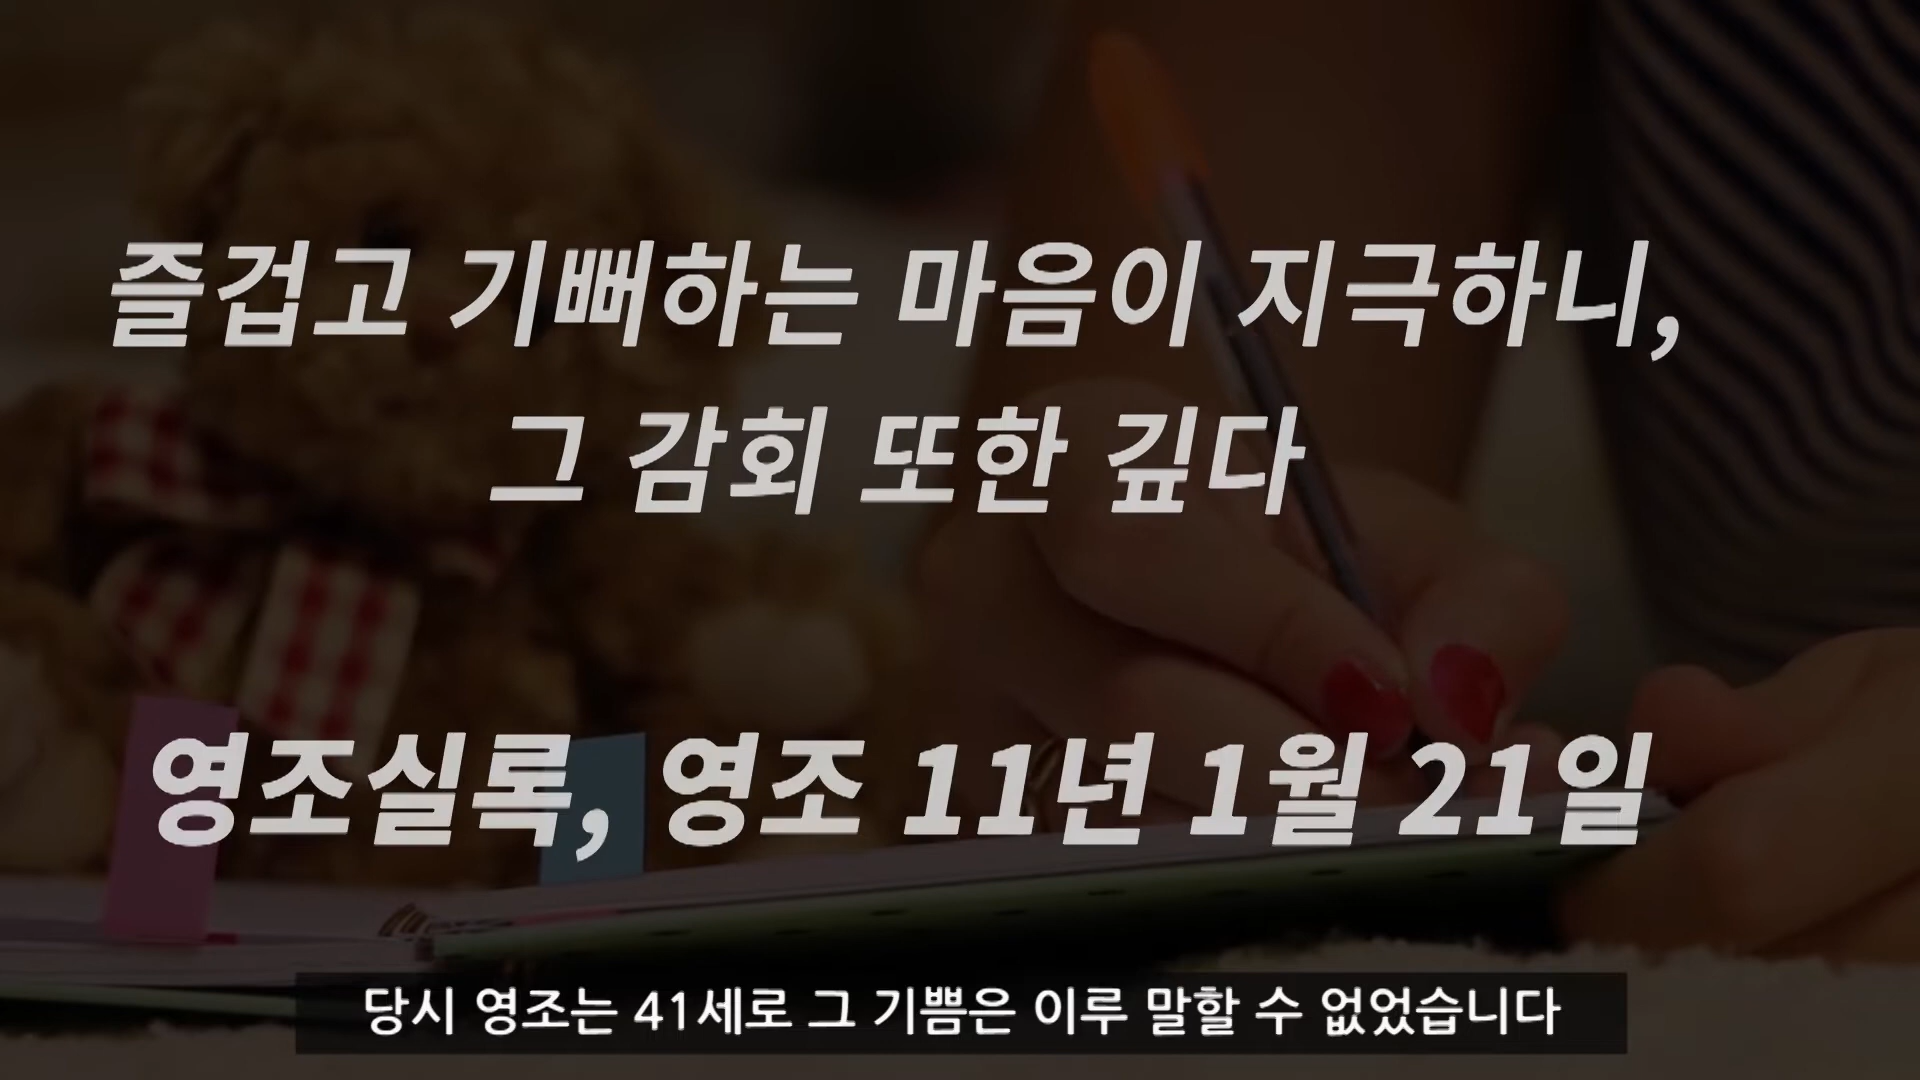 즐겁고 기뻐하는 마음이 지극하니,
그 감회 또한 깊다
영조실록, 영조 11년 1월 21일
당시 영조는 41세로 그 기쁨은 이루 말할 수 없었습니다